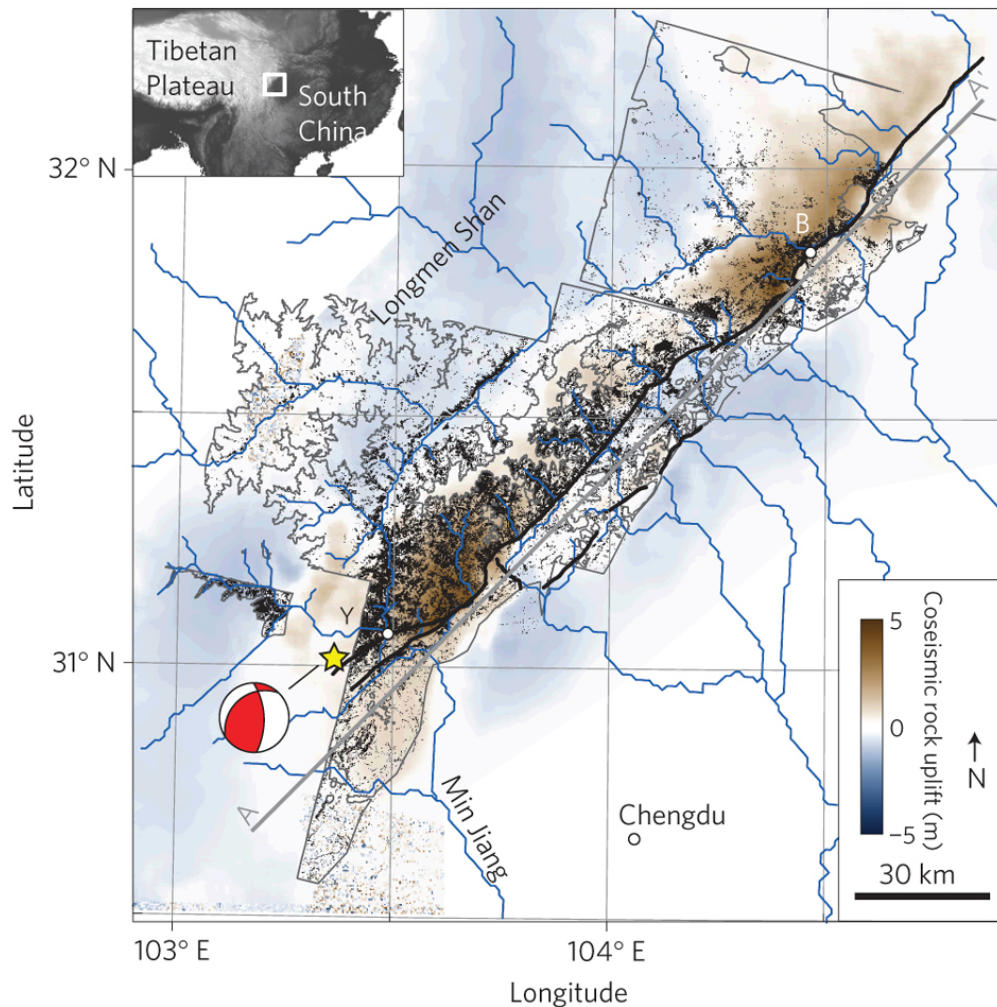 Tibetan
Plateau
South
China
32° N
A′
B
Longmen Shan
Latitude
Y
31° N
Coseismic rock uplift (m)
5
0
−5
N
A
Min Jiang
Chengdu
30 km
103° E
104° E
Longitude